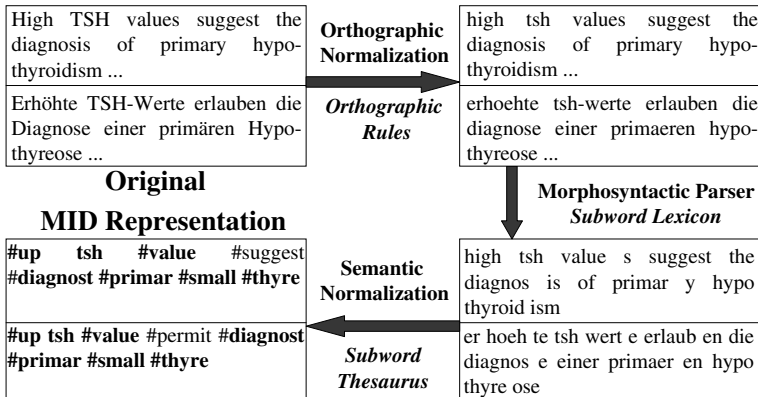 High TSH values suggest the
diagnosis of primary hypo-
thyroidism ...
Erhöhte TSH-Werte erlauben die
Diagnose einer primären Hypo-
thyreose ...
Original
Orthographic
Normalization
Orthographic
Rules
high tsh values suggest the
diagnosis of primary hypo-
thyroidism ...
erhoehte tsh-werte erlauben die
diagnose einer primaeren hypo-
thyreose ...
Morphosyntactic Parser
Subword Lexicon
high tsh value s suggest the
diagnos is of primar y hypo
thyroid ism
er hoeh te tsh wert e erlaub en die
diagnos e einer primaer en hypo
thyre ose
Semantic
Normalization
Subword
Thesaurus
MID Representation
#up tsh #value #suggest
#diagnost #primar #small #thyre
#up tsh #value #permit #diagnost
#primar #small #thyre